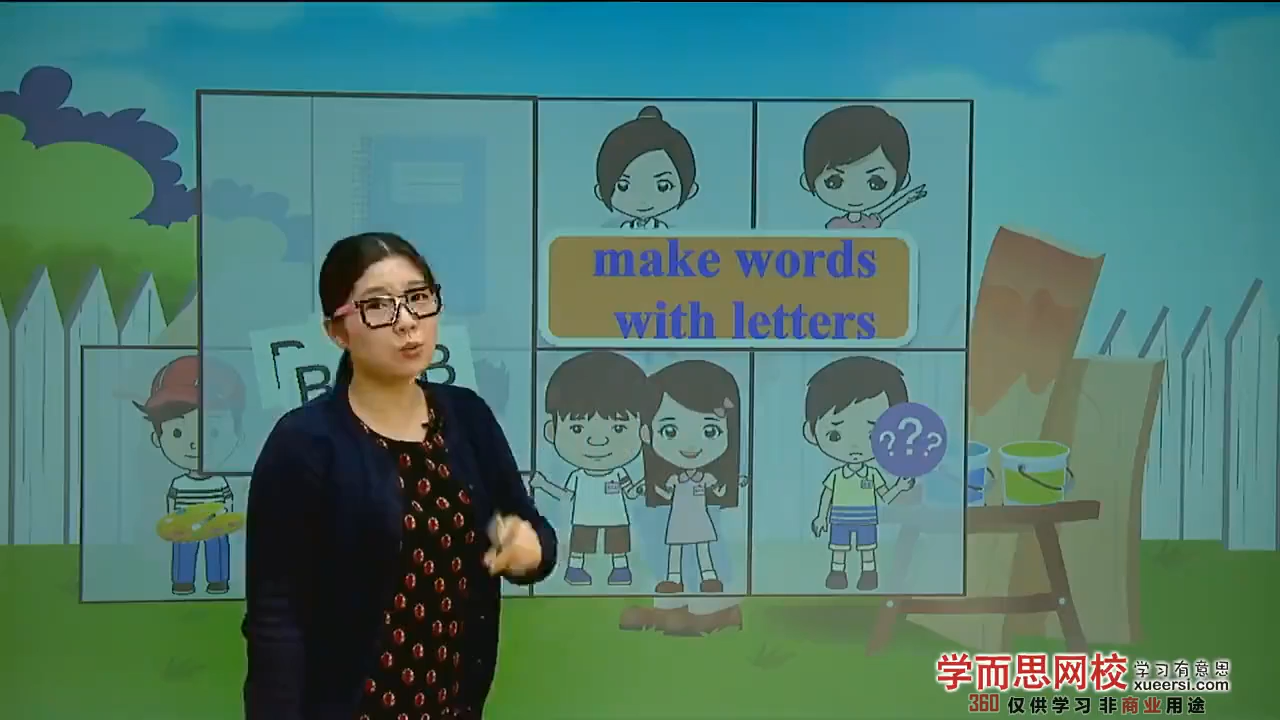 make words
with letters
B
B
???
学而思网校 学习有意思
xueersi.com
360 仅供学习 非商业用途